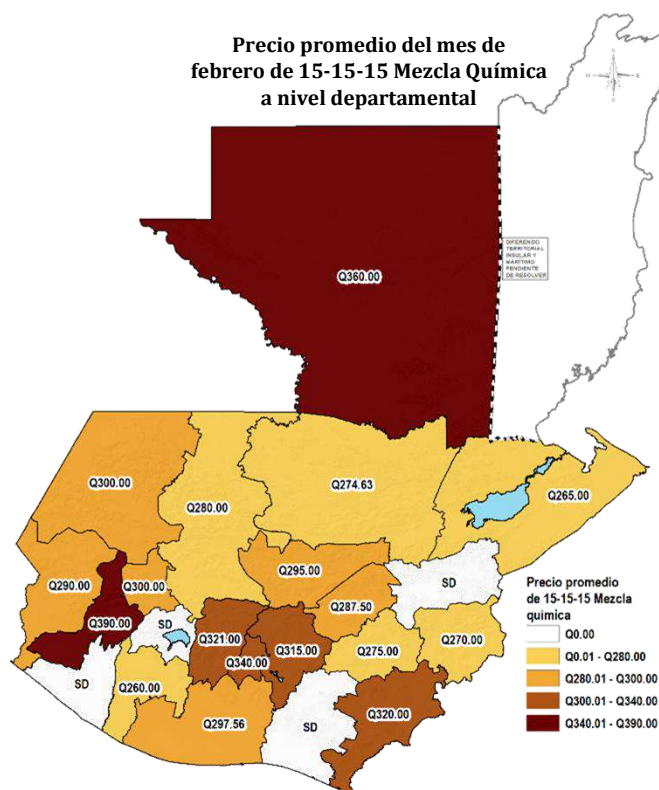 Precio promedio del mes de
febrero de 15-15-15 Mezcla Química
a nivel departamental
DIFERENDO
TERRITORIAL
INSULAR Y
MARÍTIMO
PENDIENTE
DE RESOLVER
Q360.00
Q300.00
Q280.00
Q274.63
Q265.00
Q290.00
Q300.00
Q295.00
SD
Q287.50
Q390.00
SD
Q321.00
Q340.00
Q315.00
Q275.00
Q270.00
SD
Q260.00
Q297.56
SD
Q320.00
Precio promedio
de 15-15-15 Mezcla
quimica
Q0.00
Q0.01 - Q280.00
Q280.01 - Q300.00
Q300.01 - Q340.00
Q340.01 - Q390.00